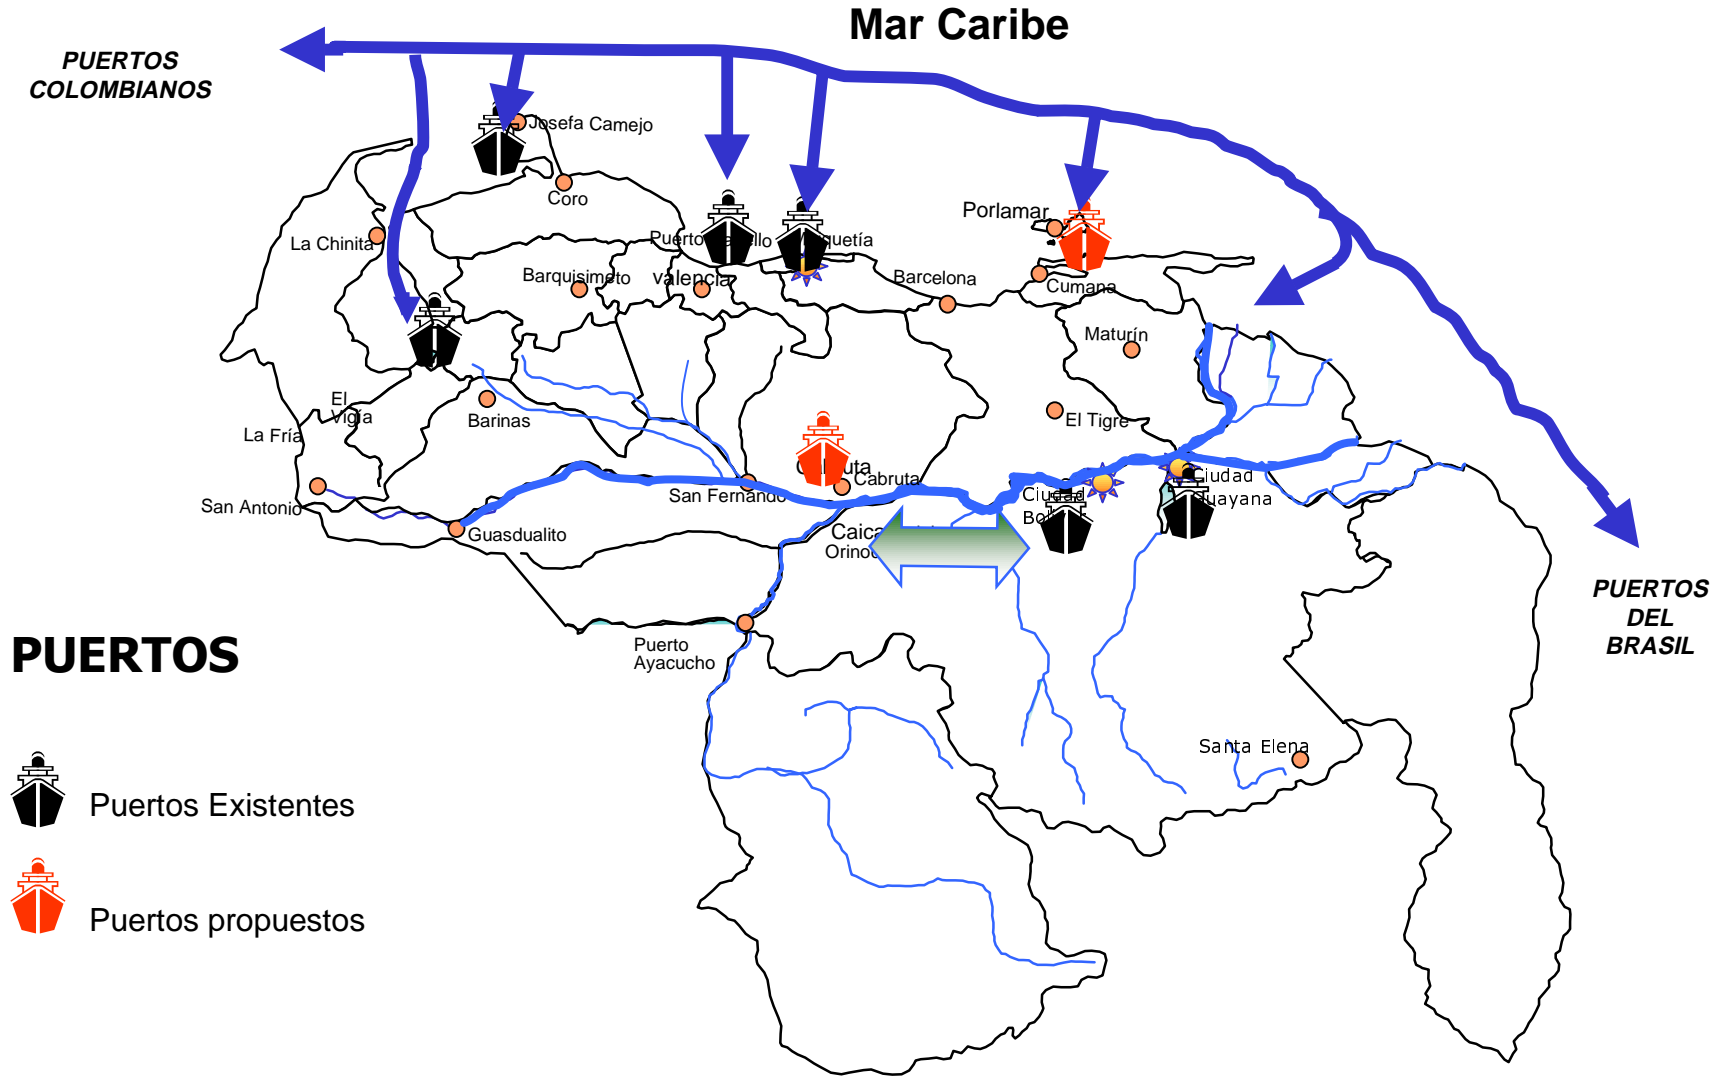 Mar Caribe
PUERTOS
COLOMBIANOS
Josefa Camejo
Coro
La Chinita
Porlamar
Puerto
Barquisimeto
valencia
Barcelona
Cumana
Maturín
El
Vigía
Barinas
La Fría
El Tigre
San Antonio
San Fernando
Cabruta
Ciudad
Ciudad
Guasdualito
PUERTOS
DEL
BRASIL
Puerto
Ayacucho
Santa Elena
PUERTOS
Puertos Existentes
Puertos propuestos